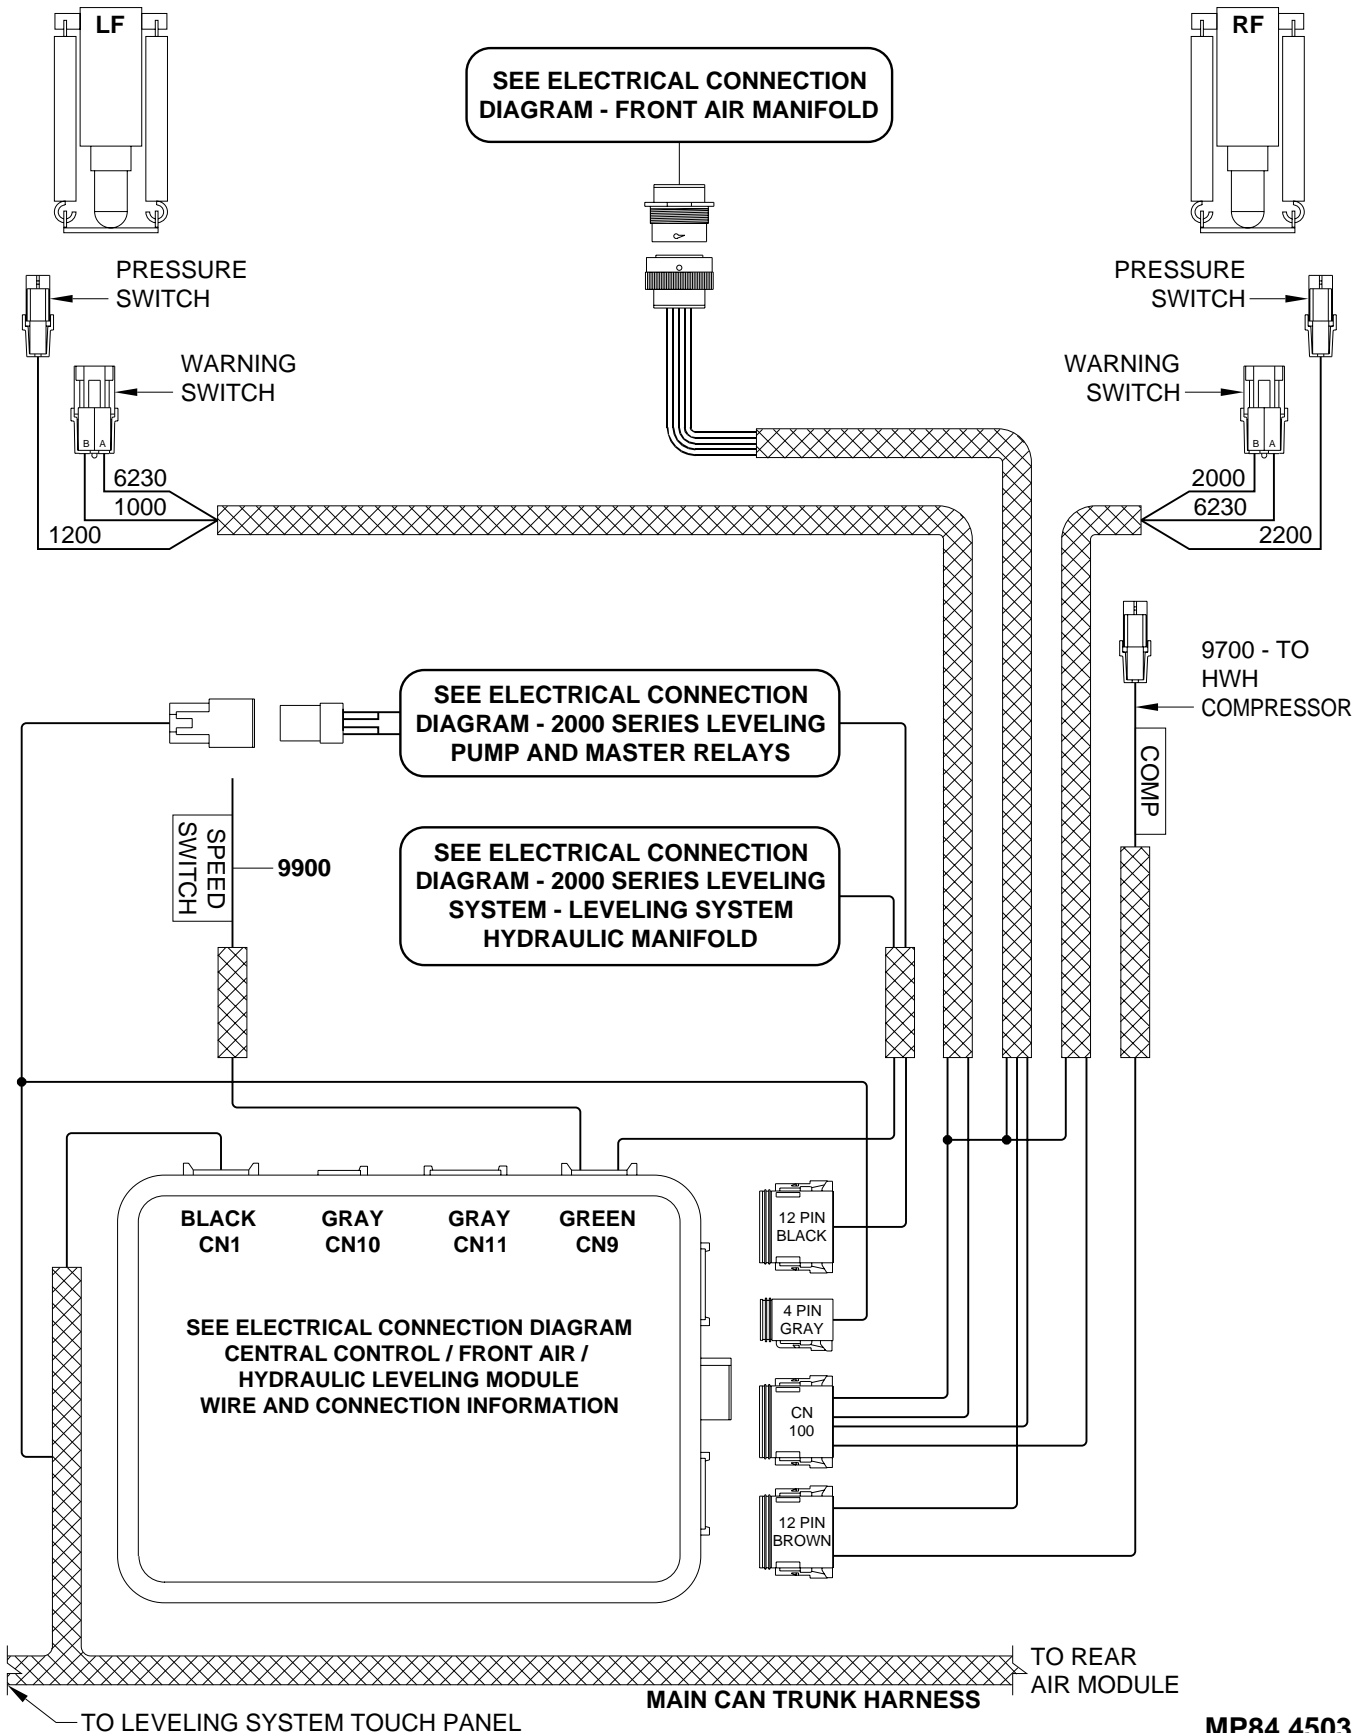 LF
RF
SEE ELECTRICAL CONNECTION
DIAGRAM - FRONT AIR MANIFOLD
PRESSURE
SWITCH
PRESSURE
SWITCH
WARNING
SWITCH
WARNING
SWITCH
B A
B A
6230
1000
1200
2000
6230
2200
9700 - TO
HWH
COMPRESSOR
COMP
SEE ELECTRICAL CONNECTION
DIAGRAM - 2000 SERIES LEVELING
PUMP AND MASTER RELAYS
SPEED
SWITCH
9900
SEE ELECTRICAL CONNECTION
DIAGRAM - 2000 SERIES LEVELING
SYSTEM - LEVELING SYSTEM
HYDRAULIC MANIFOLD
BLACK
CN1
GRAY
CN10
GRAY
CN11
GREEN
CN9
12 PIN
BLACK
4 PIN
GRAY
CN
100
12 PIN
BROWN
SEE ELECTRICAL CONNECTION DIAGRAM
CENTRAL CONTROL / FRONT AIR /
HYDRAULIC LEVELING MODULE
WIRE AND CONNECTION INFORMATION
TO REAR
AIR MODULE
MAIN CAN TRUNK HARNESS
TO LEVELING SYSTEM TOUCH PANEL
MP84.4503